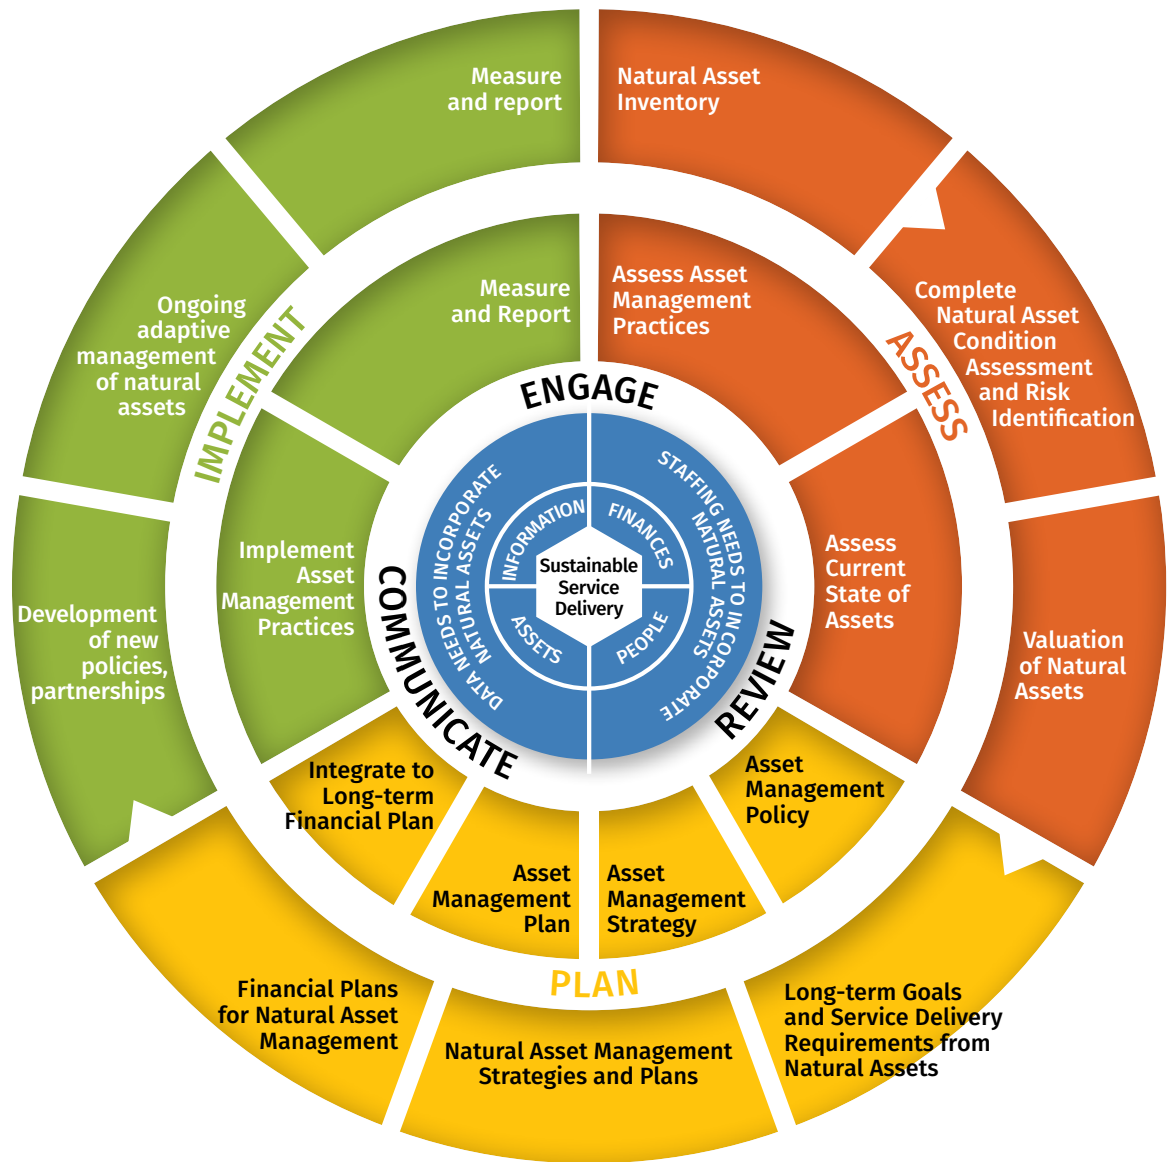 Measure
and report
Natural Asset
Inventory
Complete
Natural Asset
Condition
Assessment
and Risk
Identification
Valuation
of Natural
Assets
Long-term Goals
and Service Delivery
Requirements from
Natural Assets
Natural Asset Management
Strategies and Plans
Financial Plans
for Natural Asset
Management
Development
of new
policies,
partnerships
Ongoing
adaptive
management
of natural
assets
IMPLEMENT
ASSESS
PLAN
Measure
and Report
Assess Asset
Management
Practices
Assess
Current
State of
Assets
Asset
Management
Policy
Asset
Management
Strategy
Asset
Management
Plan
Integrate to
Long-term
Financial Plan
Implement
Asset
Management
Practices
ENGAGE
REVIEW
COMMUNICATE
DATA NEEDS TO INCORPORATE
NATURAL ASSETS
STAFFING NEEDS TO INCORPORATE
NATURAL ASSETS
INFORMATION
FINANCES
PEOPLE
ASSETS
Sustainable
Service
Delivery